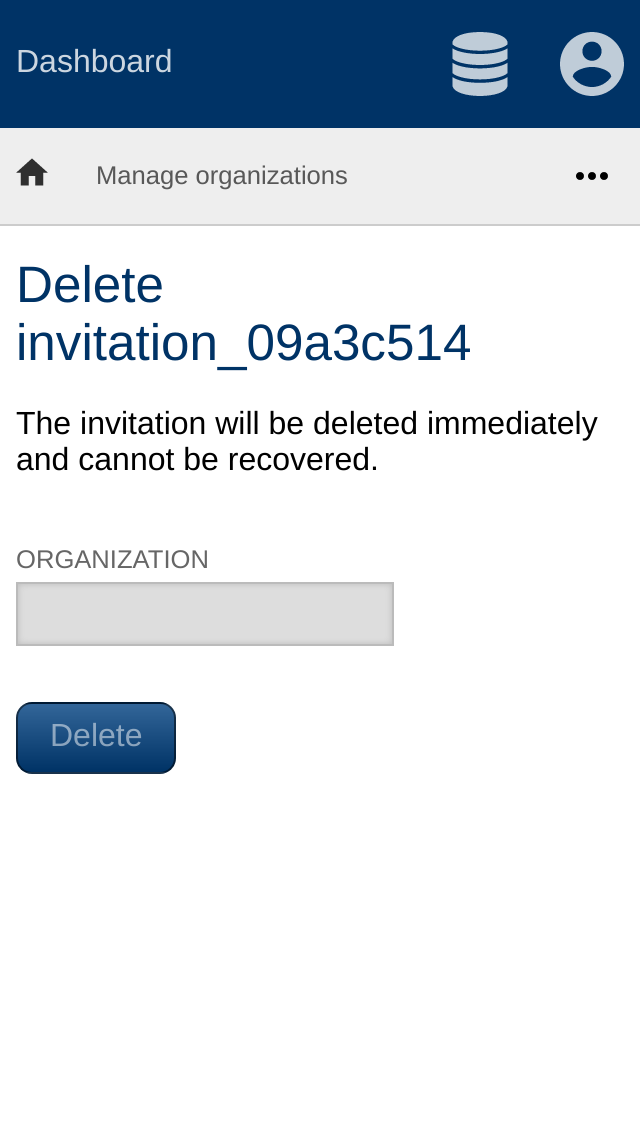 Dashboard
Manage organizations
Delete
invitation_09a3c514
The invitation will be deleted immediately
and cannot be recovered.
ORGANIZATION
Delete